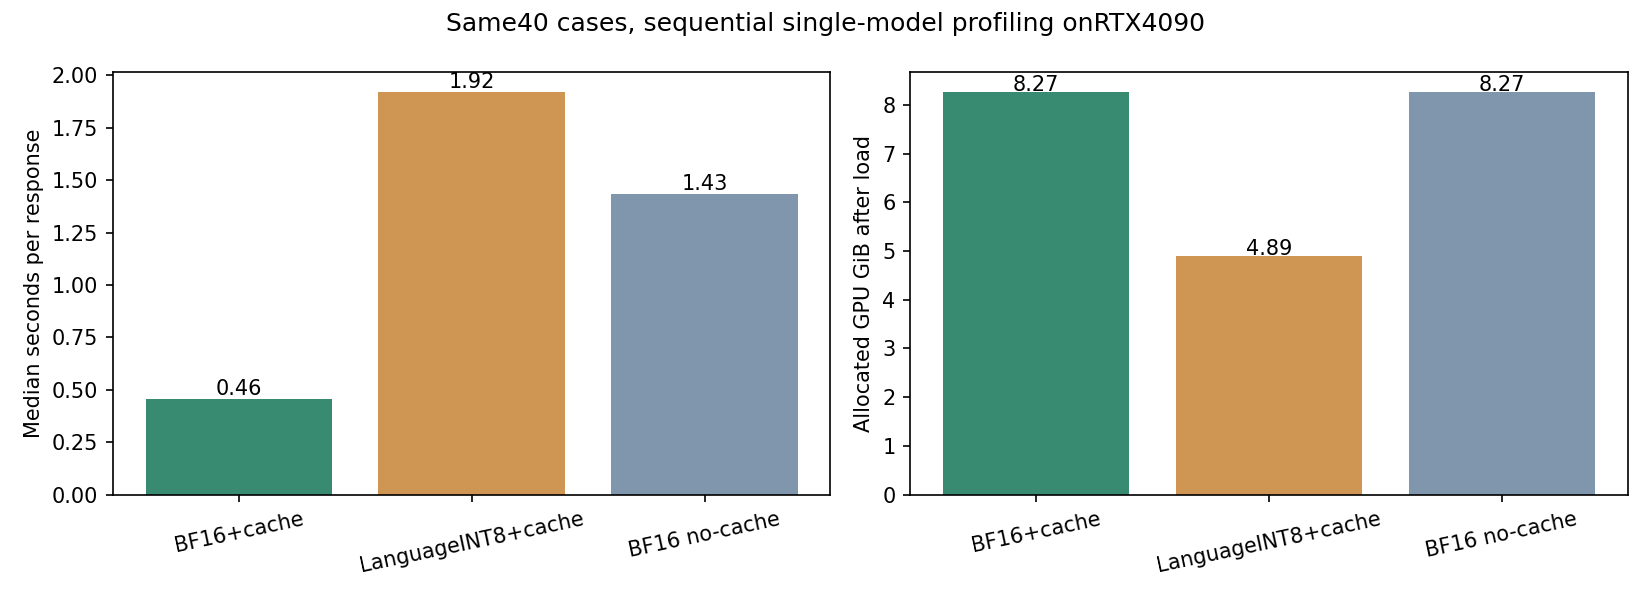 Same40 cases, sequential single-model profiling onRTX4090
Median seconds per response
2.00
1.75
1.50
1.25
1.00
0.75
0.50
0.25
0.00
0.46
1.92
1.43
BF16+cache
LanguageINT8+cache
BF16 no-cache
Allocated GPU GiB after load
8
7
6
5
4
3
2
1
0
8.27
4.89
8.27
BF16+cache
LanguageINT8+cache
BF16 no-cache